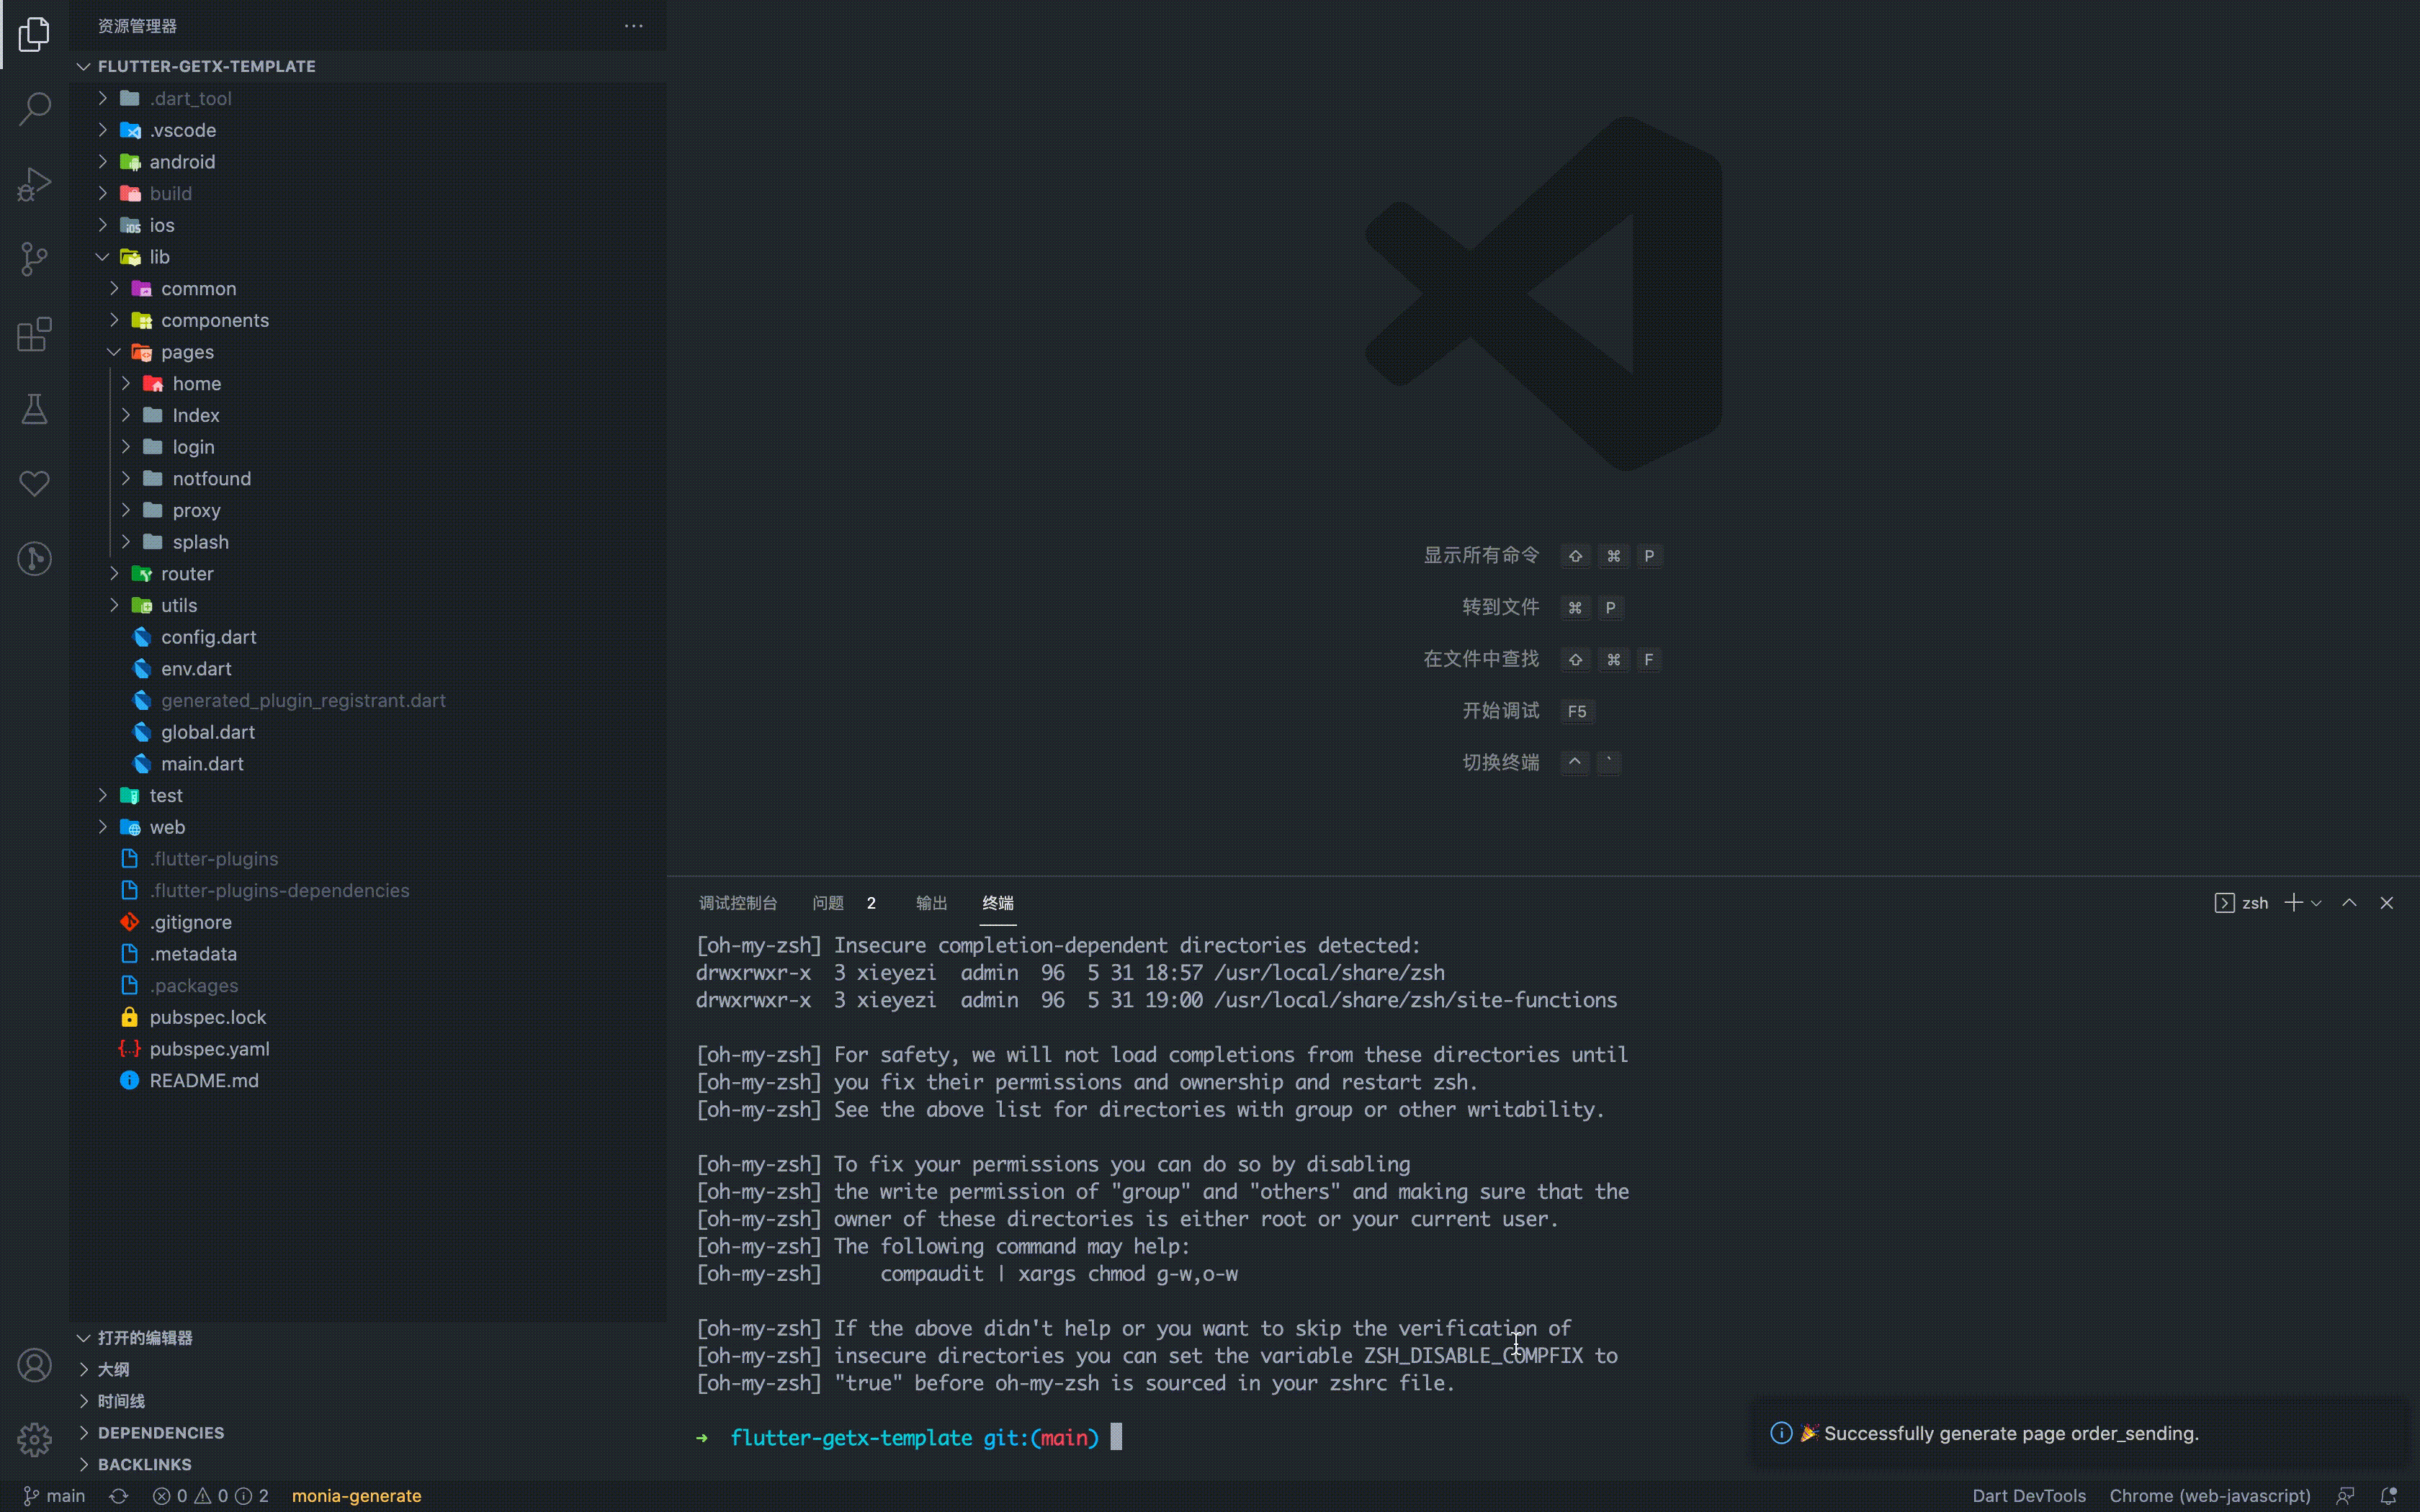 资源管理器
FLUTTER-GETX-TEMPLATE
.dart_tool
.vscode
android
build
ios
lib
common
components
pages
home
Index
login
notfound
proxy
splash
router
utils
config.dart
env.dart
generated_plugin_registrant.dart
global.dart
main.dart
test
web
.flutter-plugins
.flutter-plugins-dependencies
.gitignore
.metadata
.packages
pubspec.lock
pubspec.yaml
README.md
打开的编辑器
大纲
时间线
DEPENDENCIES
BACKLINKS
显示所有命令 ⇧ ⌘ P
转到文件 ⌘ P
在文件中查找 ⇧ ⌘ F
开始调试 F5
切换终端 ^ `
调试控制台 问题 2 输出 终端 zsh
[oh-my-zsh] Insecure completion-dependent directories detected:
drwxrwxr-x  3 xieyezi  admin  96  5 31 18:57 /usr/local/share/zsh
drwxrwxr-x  3 xieyezi  admin  96  5 31 19:00 /usr/local/share/zsh/site-functions
[oh-my-zsh] For safety, we will not load completions from these directories until
[oh-my-zsh] you fix their permissions and ownership and restart zsh.
[oh-my-zsh] See the above list for directories with group or other writability.
[oh-my-zsh] To fix your permissions you can do so by disabling
[oh-my-zsh] the write permission of "group" and "others" and making sure that the
[oh-my-zsh] owner of these directories is either root or your current user.
[oh-my-zsh] The following command may help:
[oh-my-zsh]     compaudit | xargs chmod g-w,o-w
[oh-my-zsh] If the above didn't help or you want to skip the verification of
[oh-my-zsh] insecure directories you can set the variable ZSH_DISABLE_COMPFIX to
[oh-my-zsh] "true" before oh-my-zsh is sourced in your zshrc file.
➜  flutter-getx-template git:(main)
🎉 Successfully generate page order_sending.
main 0 0 2 monia-generate Dart DevTools Chrome (web-javascript)